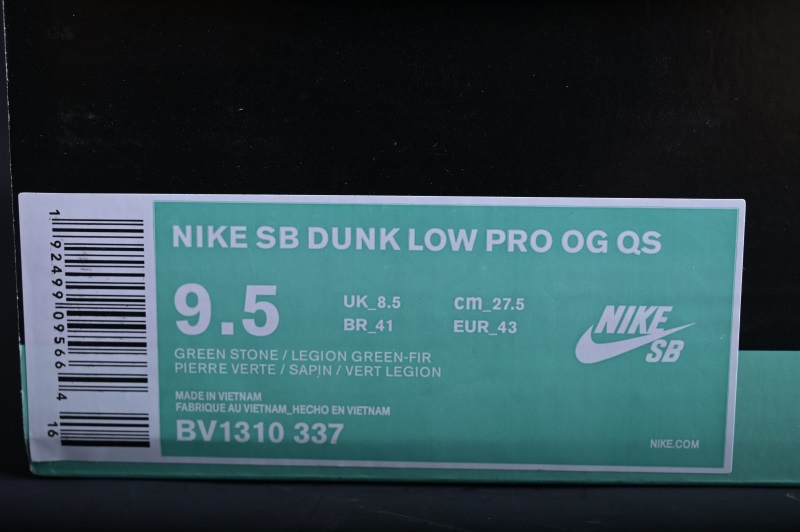 NIKE SB DUNK LOW PRO OG QS
9.5
UK_8.5
cm_27.5
BR_41
EUR_43
NIKE
SB
GREEN STONE / LEGION GREEN-FIR
PIERRE VERTE / SAPIN / VERT LEGION
MADE IN VIETNAM
FABRIQUE AU VIETNAM_HECHO EN VIETNAM
BV1310 337
NIKE.COM
1 92499 09566 4
16